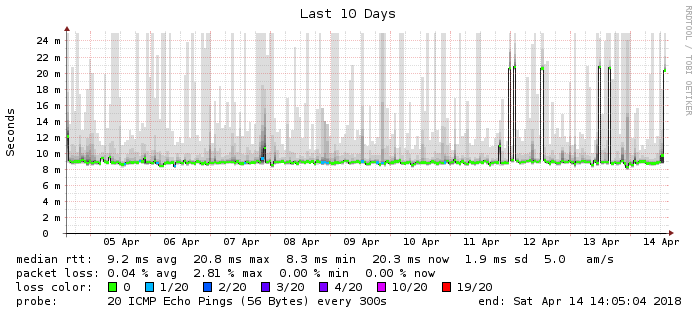 Last 10 Days
RRDTOOL / TOBI OETIKER
Seconds
24 m
22 m
20 m
18 m
16 m
14 m
12 m
10 m
8 m
6 m
4 m
2 m
0
05 Apr 06 Apr 07 Apr 08 Apr 09 Apr 10 Apr 11 Apr 12 Apr 13 Apr 14 Apr
median rtt: 9.2 ms avg 20.8 ms max 8.3 ms min 20.3 ms now 1.9 ms sd 5.0 am/s
packet loss: 0.04 % avg 2.81 % max 0.00 % min 0.00 % now
loss color: 0 1/20 2/20 3/20 4/20 10/20 19/20
probe: 20 ICMP Echo Pings (56 Bytes) every 300s end: Sat Apr 14 14:05:04 2018